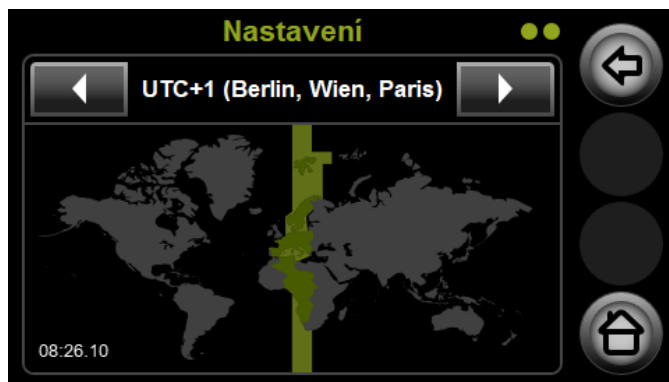 Nastavení
UTC+1 (Berlin, Wien, Paris)
08:26.10